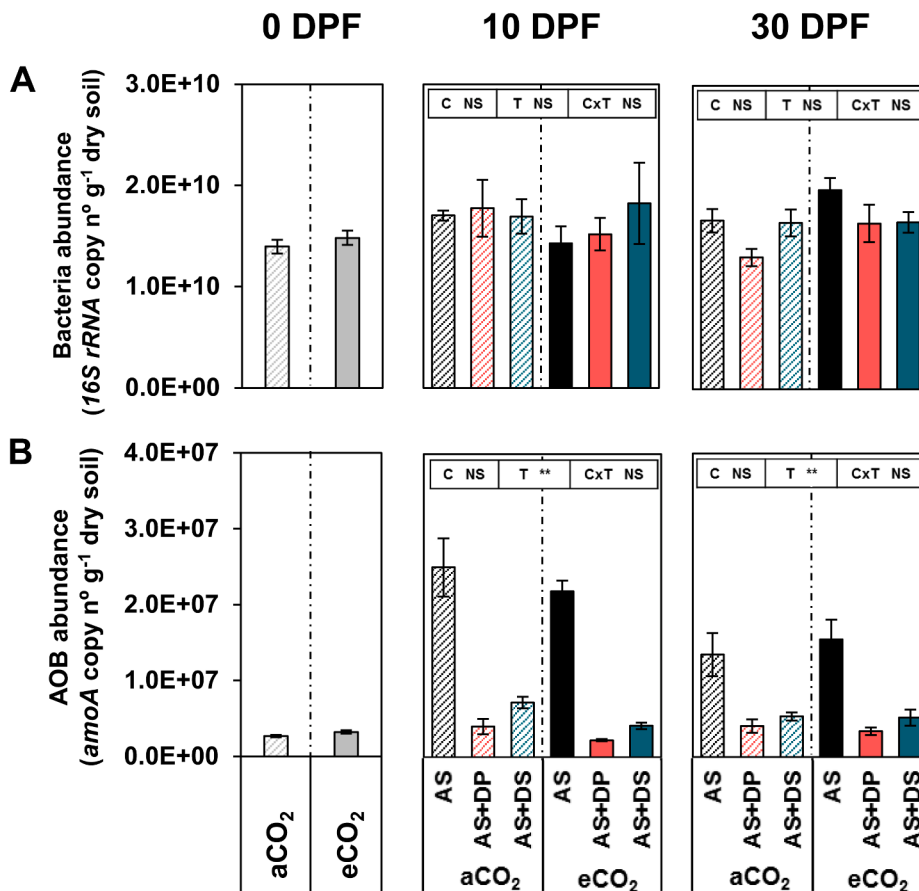 0 DPF 10 DPF 30 DPF
A
Bacteria abundance
(16S rRNA copy nº g⁻¹ dry soil)
3.0E+10
2.0E+10
1.0E+10
0.0E+00
C NS T NS CxT NS
C NS T NS CxT NS
B
AOB abundance
(amoA copy nº g⁻¹ dry soil)
4.0E+07
3.0E+07
2.0E+07
1.0E+07
0.0E+00
C NS T ** CxT NS
C NS T ** CxT NS
aCO₂ eCO₂
AS AS+DP AS+DS AS AS+DP AS+DS
aCO₂ eCO₂
AS AS+DP AS+DS AS AS+DP AS+DS
aCO₂ eCO₂